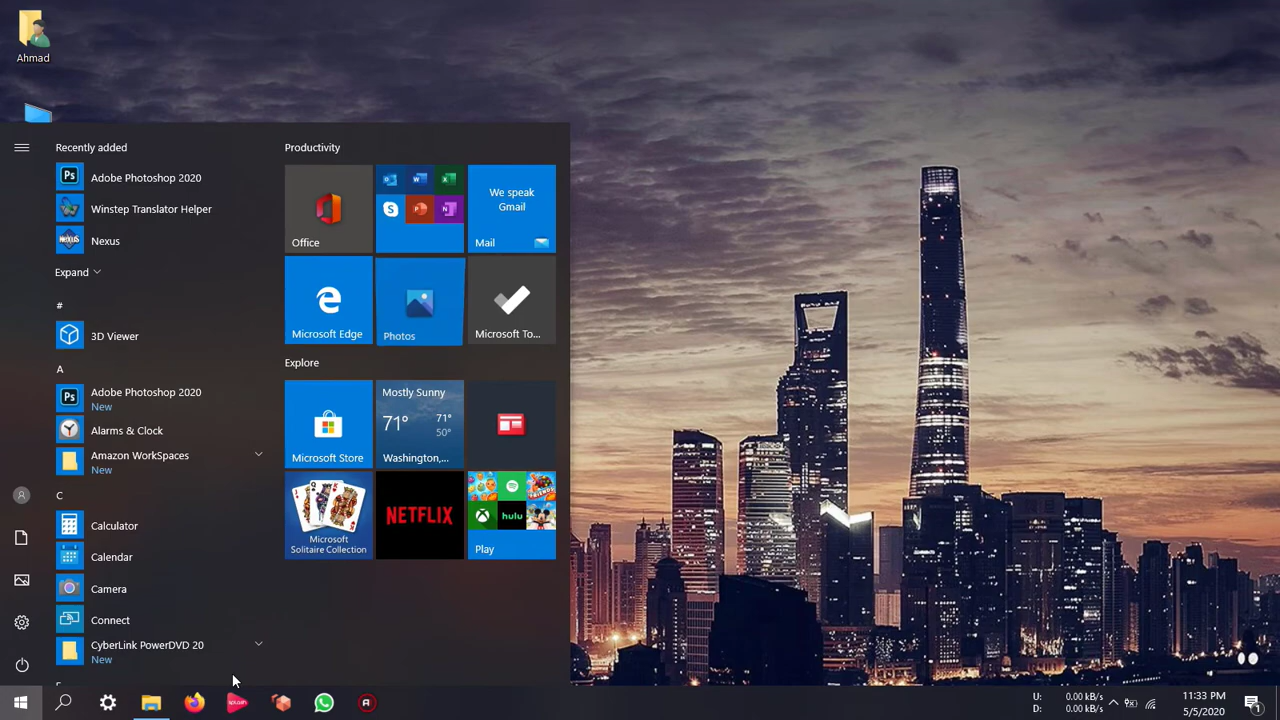 Ahmad
Recently added
Adobe Photoshop 2020
Winstep Translator Helper
Nexus
Expand
#
3D Viewer
A
Adobe Photoshop 2020
New
Alarms & Clock
Amazon WorkSpaces
New
C
Calculator
Calendar
Camera
Connect
CyberLink PowerDVD 20
New
Productivity
Office
We speak
Gmail
Mail
Microsoft Edge
Photos
Microsoft To...
Explore
Microsoft Store
Mostly Sunny
71°
71°
50°
Washington,...
Microsoft
Solitaire Collection
NETFLIX
hulu
Play
U: 0.00 kB/s
D: 0.00 kB/s
11:33 PM
5/5/2020
1